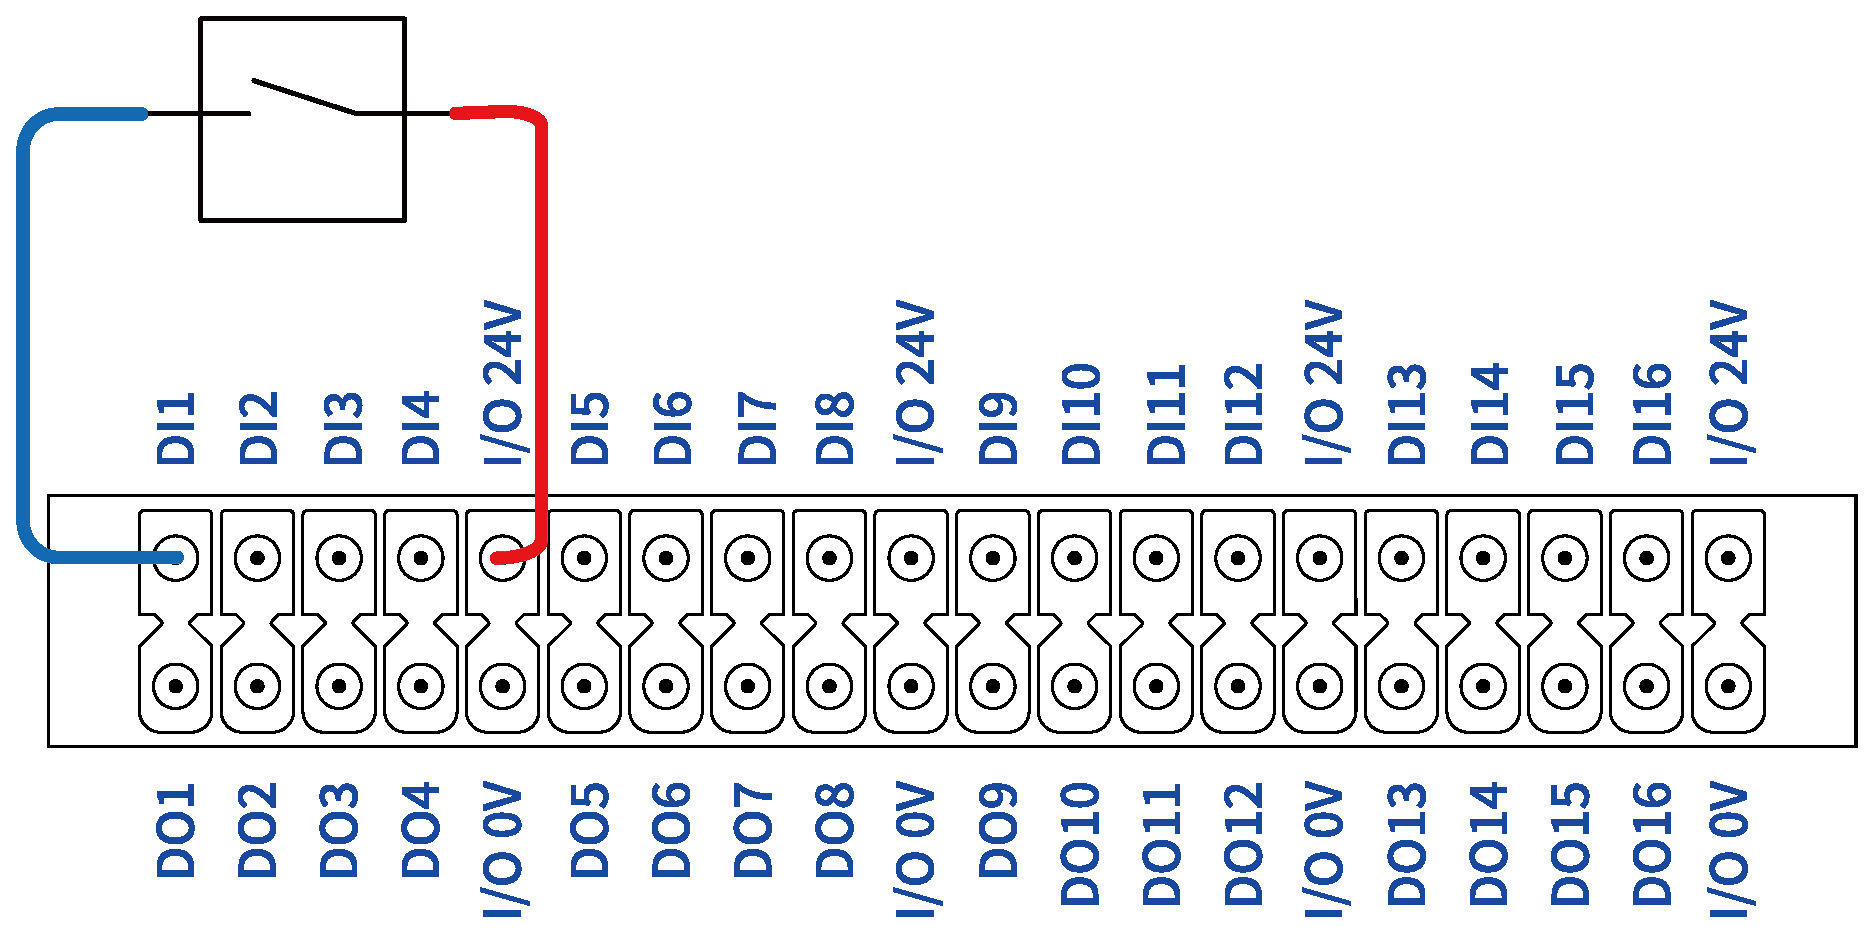 DI1
DI2
DI3
DI4
I/O 24V
DI5
DI6
DI7
DI8
I/O 24V
DI9
DI10
DI11
DI12
I/O 24V
DI13
DI14
DI15
DI16
I/O 24V
DO1
DO2
DO3
DO4
I/O 0V
DO5
DO6
DO7
DO8
I/O 0V
DO9
DO10
DO11
DO12
I/O 0V
DO13
DO14
DO15
DO16
I/O 0V